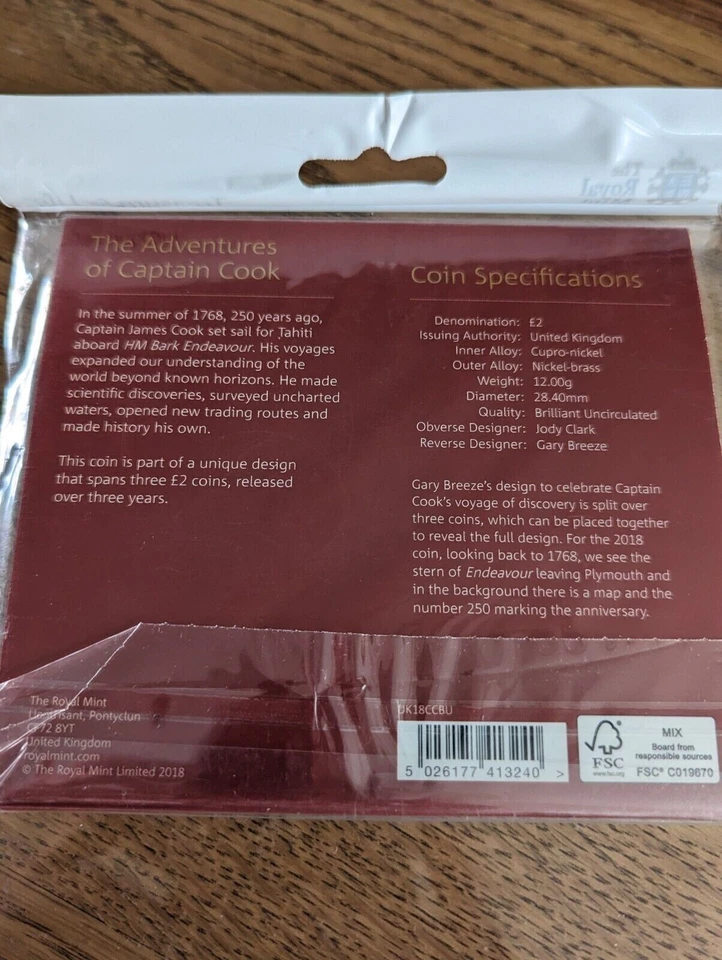 The Royal
The Adventures
of Captain Cook
In the summer of 1768, 250 years ago,
Captain James Cook set sail for Tahiti
aboard HM Bark Endeavour. His voyages
expanded our understanding of the
world beyond known horizons. He made
scientific discoveries, surveyed uncharted
waters, opened new trading routes and
made history his own.
This coin is part of a unique design
that spans three £2 coins, released
over three years.
Coin Specifications
Denomination: £2
Issuing Authority: United Kingdom
Inner Alloy: Cupro-nickel
Outer Alloy: Nickel-brass
Weight: 12.00g
Diameter: 28.40mm
Quality: Brilliant Uncirculated
Obverse Designer: Jody Clark
Reverse Designer: Gary Breeze
Gary Breeze's design to celebrate Captain
Cook's voyage of discovery is split over
three coins, which can be placed together
to reveal the full design. For the 2018
coin, looking back to 1768, we see the
stern of Endeavour leaving Plymouth and
in the background there is a map and the
number 250 marking the anniversary.
The Royal Mint
Llantrisant, Pontyclun
CF72 8YT
United Kingdom
royalmint.com
© The Royal Mint Limited 2018
UK18CCBU
5 026177 413240 >
FSC
www.fsc.org
MIX
Board from
responsible sources
FSC® C019670